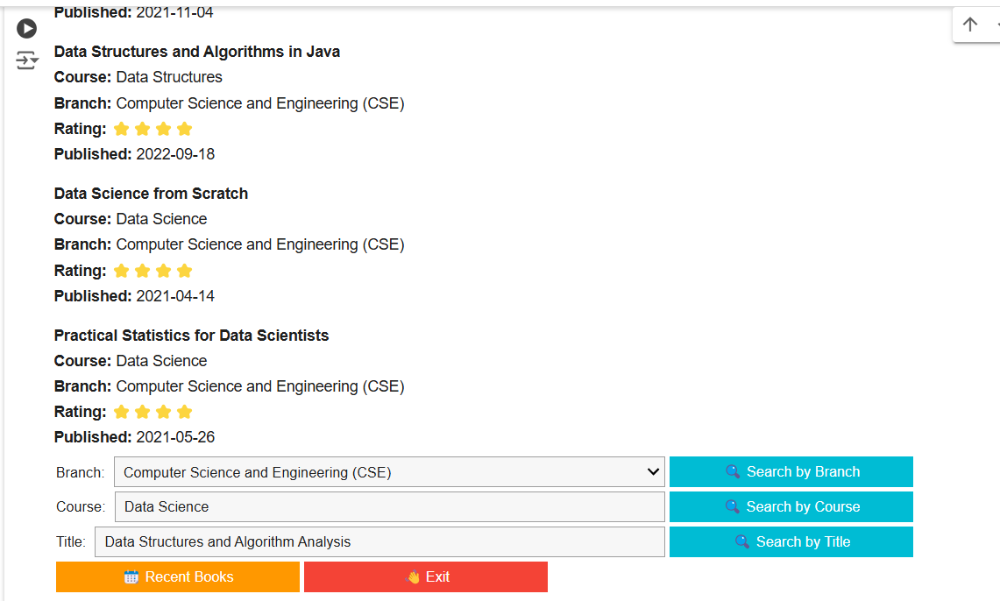 Published: 2021-11-04
Data Structures and Algorithms in Java
Course: Data Structures
Branch: Computer Science and Engineering (CSE)
Rating:
Published: 2022-09-18
Data Science from Scratch
Course: Data Science
Branch: Computer Science and Engineering (CSE)
Rating:
Published: 2021-04-14
Practical Statistics for Data Scientists
Course: Data Science
Branch: Computer Science and Engineering (CSE)
Rating:
Published: 2021-05-26
Branch: Computer Science and Engineering (CSE) Search by Branch
Course: Data Science Search by Course
Title: Data Structures and Algorithm Analysis Search by Title
Recent Books Exit